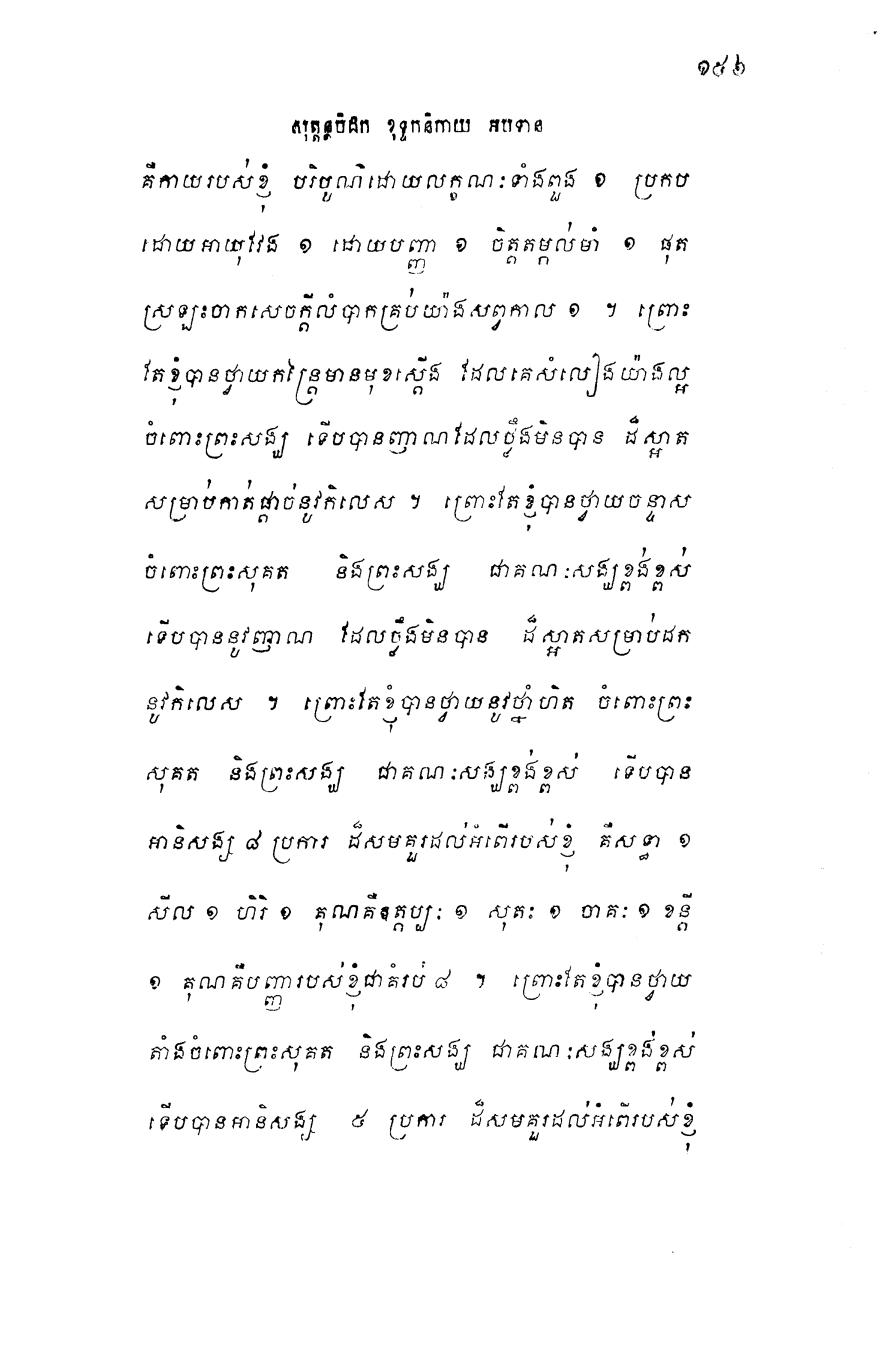 ១៩៦
សុត្តន្តបិដក ខុទ្ទកនិកាយ អបទាន
គឺកាយរបស់ខ្ញុំ បរិបូណ៌ដោយលក្ខណៈទាំងពួង ១ ប្រកប
ដោយអាយុវែង ១ ដោយបញ្ញា ១ ចិត្តតម្កល់មាំ ១ ផុត
ស្រឡះចាកសេចក្តីលំបាកគ្រប់យ៉ាងសព្វកាល ១ ។ ព្រោះ
តែខ្ញុំបានថ្វាយកន្ត្រៃមានមុខស្តើង ដែលគេសំលៀងយ៉ាងល្អ
ចំពោះព្រះសង្ឃ ទើបបានញាណដែលថ្លឹងមិនបាន ដ៏ស្អាត
សម្រាប់កាត់ផ្តាច់នូវកិលេស ។ ព្រោះតែខ្ញុំបានថ្វាយចន្ទាស
ចំពោះព្រះសុគត និងព្រះសង្ឃ ជាគណៈសង្ឃខ្ពង់ខ្ពស់
ទើបបាននូវញាណ ដែលថ្លឹងមិនបាន ដ៏ស្អាតសម្រាប់ដក
នូវកិលេស ។ ព្រោះតែខ្ញុំបានថ្វាយនូវថ្នាំហិត ចំពោះព្រះ
សុគត និងព្រះសង្ឃ ជាគណៈសង្ឃខ្ពង់ខ្ពស់ ទើបបាន
អានិសង្ស ៨ ប្រការ ដ៏សមគួរដល់អំពើរបស់ខ្ញុំ គឺសទ្ធា ១
សីល ១ ហិរិ ១ គុណគឺឱត្តប្បៈ ១ សុតៈ ១ ចាគៈ ១ ខន្តី
១ គុណគឺបញ្ញារបស់ខ្ញុំជាគំរប់ ៨ ។ ព្រោះតែខ្ញុំបានថ្វាយ
តាំងចំពោះព្រះសុគត និងព្រះសង្ឃ ជាគណៈសង្ឃខ្ពង់ខ្ពស់
ទើបបានអានិសង្ស ៥ ប្រការ ដ៏សមគួរដល់អំពើរបស់ខ្ញុំ